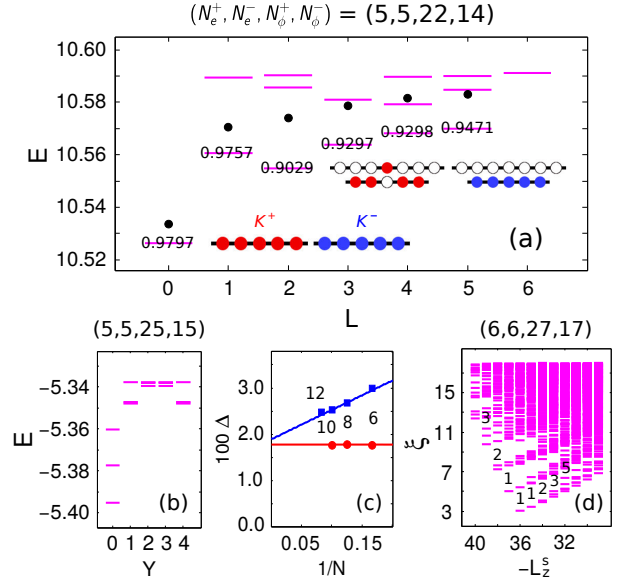 (N_e^+, N_e^-, N_ϕ^+, N_ϕ^-) = (5,5,22,14)
10.60
10.58
10.56
10.54
10.52
E
0.9797
0.9757
0.9029
0.9297
0.9298
0.9471
K^+
K^-
(a)
0 1 2 3 4 5 6
L
(5,5,25,15)
−5.34
−5.36
−5.38
−5.40
E
(b)
0 1 2 3 4
Y
3.0
2.0
1.0
0.0
100 Δ
12
10
8
6
(c)
0.05 0.15
1/N
(6,6,27,17)
15
11
7
3
ξ
3
2
1
1
1
2
3
5
(d)
40 36 32
−L_z^s